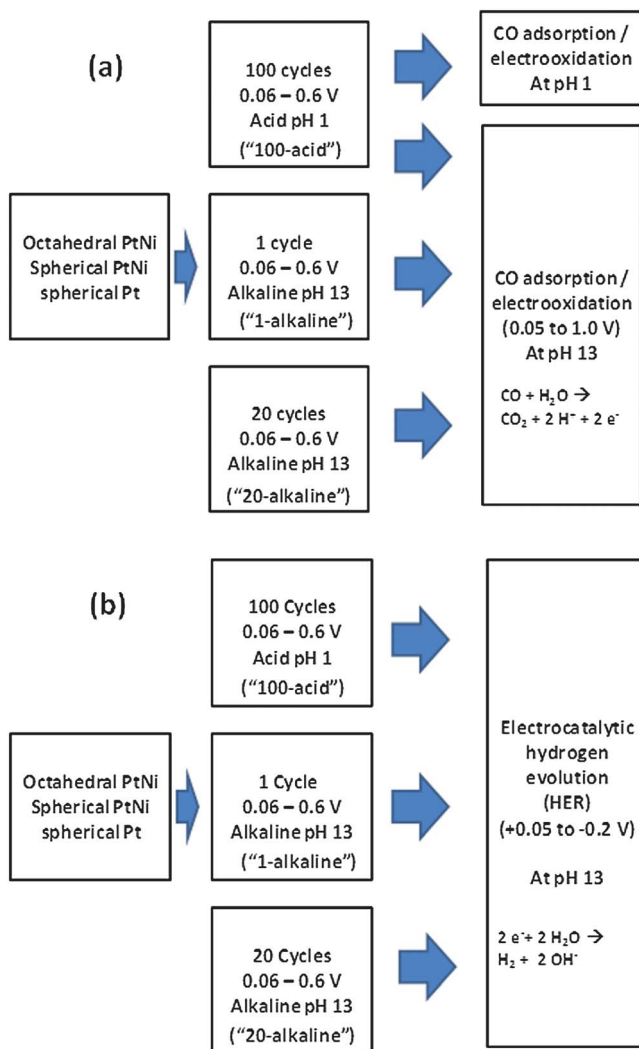 (a)
100 cycles
0.06 – 0.6 V
Acid pH 1
("100-acid")
CO adsorption /
electrooxidation
At pH 1
Octahedral PtNi
Spherical PtNi
spherical Pt
1 cycle
0.06 – 0.6 V
Alkaline pH 13
("1-alkaline")
20 cycles
0.06 – 0.6 V
Alkaline pH 13
("20-alkaline")
CO adsorption /
electrooxidation
(0.05 to 1.0 V)
At pH 13
CO + H₂O →
CO₂ + 2 H⁺ + 2 e⁻
(b)
100 Cycles
0.06 – 0.6 V
Acid pH 1
("100-acid")
Octahedral PtNi
Spherical PtNi
spherical Pt
1 Cycle
0.06 – 0.6 V
Alkaline pH 13
("1-alkaline")
20 Cycles
0.06 – 0.6 V
Alkaline pH 13
("20-alkaline")
Electrocatalytic
hydrogen
evolution
(HER)
(+0.05 to -0.2 V)
At pH 13
2 e⁻+ 2 H₂O →
H₂ + 2 OH⁻